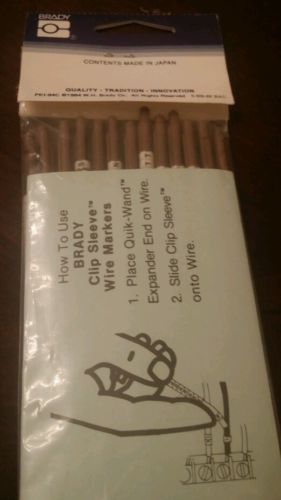 BRADY
CONTENTS MADE IN JAPAN
QUALITY - TRADITION - INNOVATION
How To Use
BRADY
Clip Sleeve™
Wire Markers
1. Place Quik-Wand™
Expander End on Wire.
2. Slide Clip Sleeve™
onto Wire.